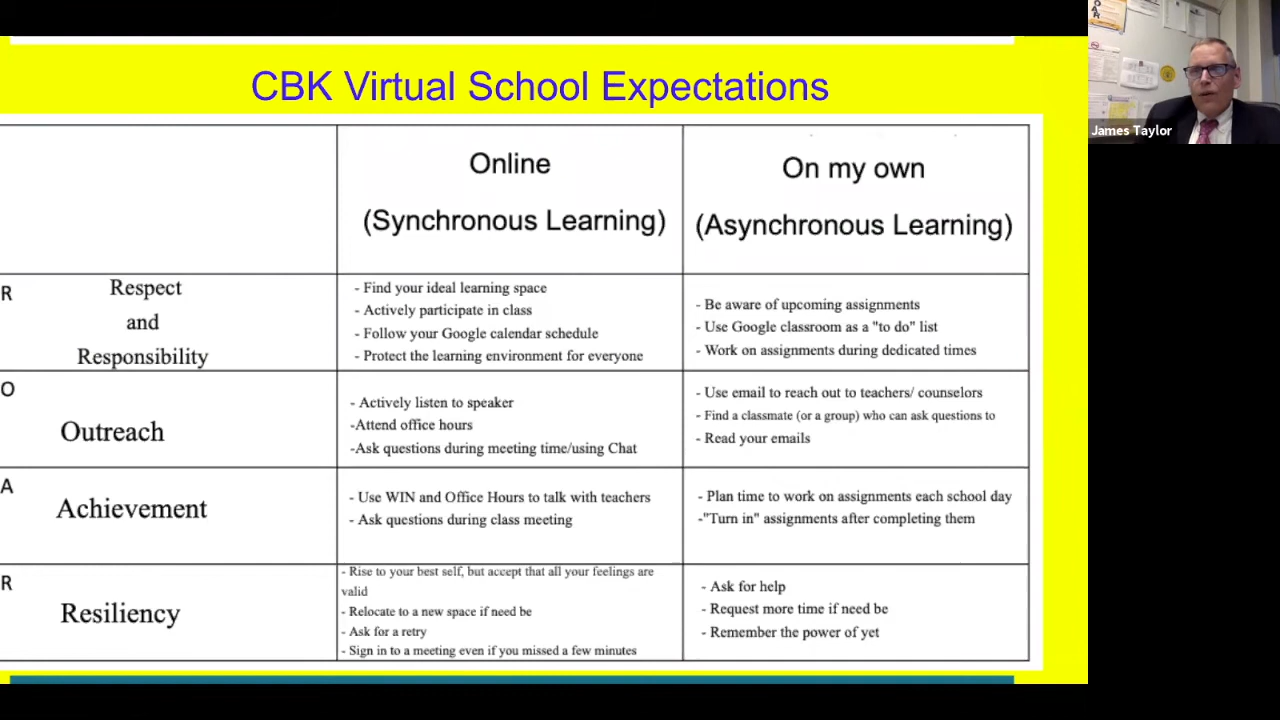 CBK Virtual School Expectations
James Taylor
Online
(Synchronous Learning)
On my own
(Asynchronous Learning)
R
Respect
and
Responsibility
- Find your ideal learning space
- Actively participate in class
- Follow your Google calendar schedule
- Protect the learning environment for everyone
- Be aware of upcoming assignments
- Use Google classroom as a "to do" list
- Work on assignments during dedicated times
O
Outreach
- Actively listen to speaker
-Attend office hours
-Ask questions during meeting time/using Chat
- Use email to reach out to teachers/ counselors
- Find a classmate (or a group) who can ask questions to
- Read your emails
A
Achievement
- Use WIN and Office Hours to talk with teachers
- Ask questions during class meeting
- Plan time to work on assignments each school day
-"Turn in" assignments after completing them
R
Resiliency
- Rise to your best self, but accept that all your feelings are
valid
- Relocate to a new space if need be
- Ask for a retry
- Sign in to a meeting even if you missed a few minutes
- Ask for help
- Request more time if need be
- Remember the power of yet